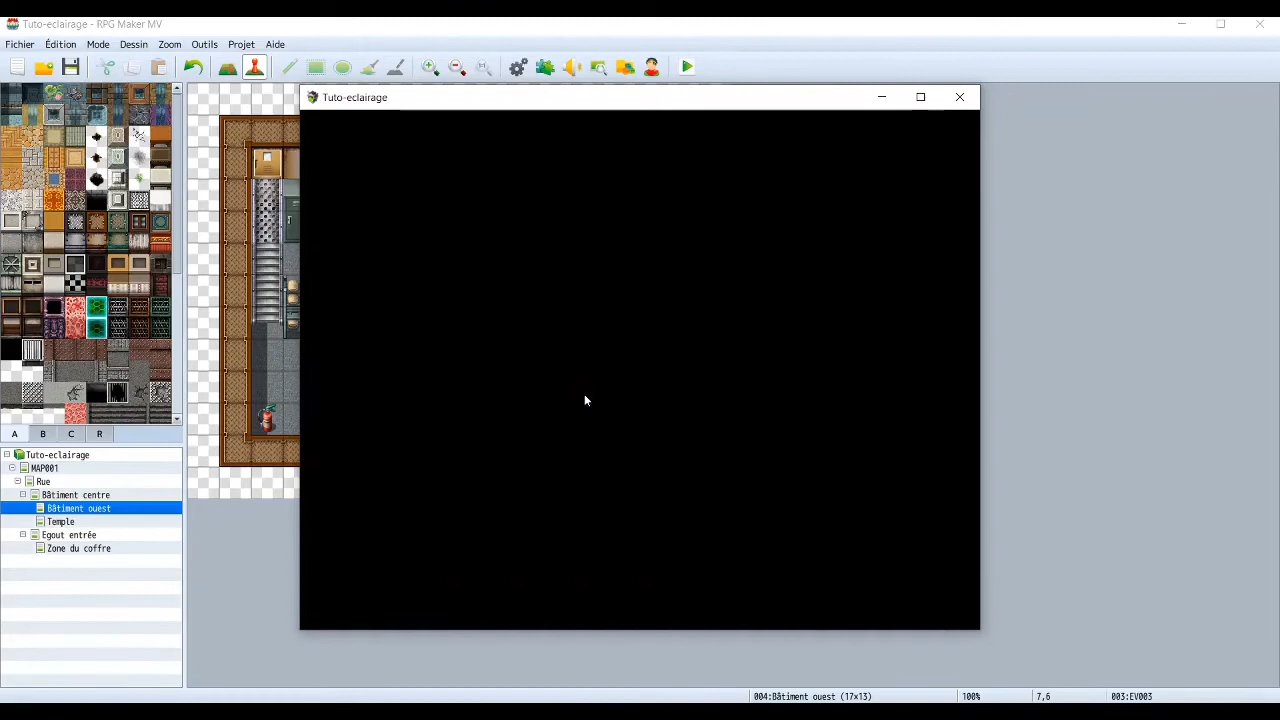 Tuto-eclairage - RPG Maker MV
Fichier Édition Mode Dessin Zoom Outils Projet Aide
Tuto-eclairage
A B C R
Tuto-eclairage
MAP001
Rue
Bâtiment centre
Bâtiment ouest
Temple
Egout entrée
Zone du coffre
004:Bâtiment ouest (17x13) 100% 7,6 003:EV003